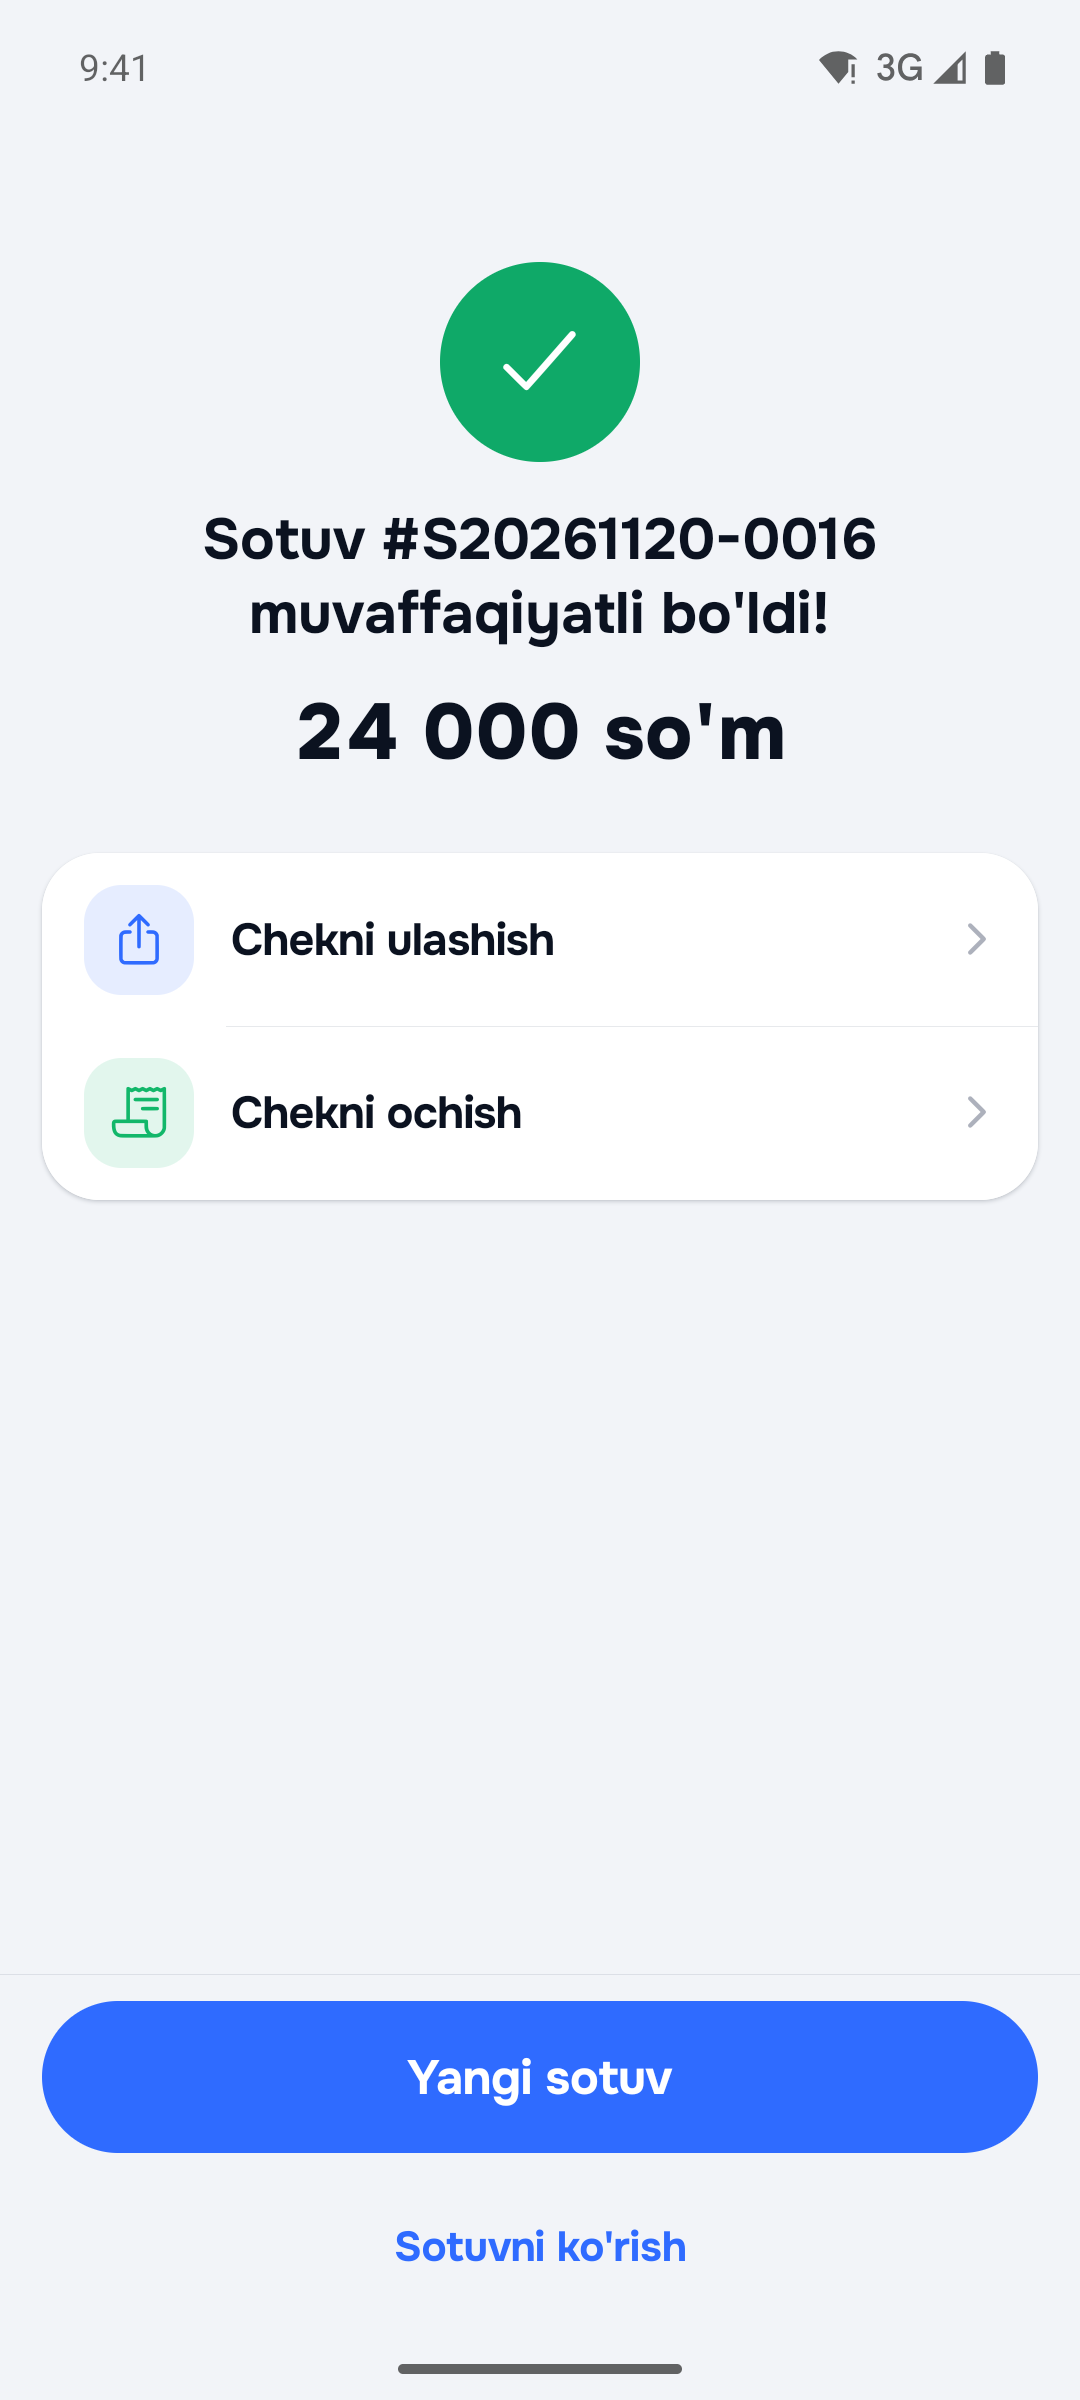 9:41
3G
Sotuv #S20261120-0016
muvaffaqiyatli bo'ldi!
24 000 so'm
Chekni ulashish
Chekni ochish
Yangi sotuv
Sotuvni ko'rish